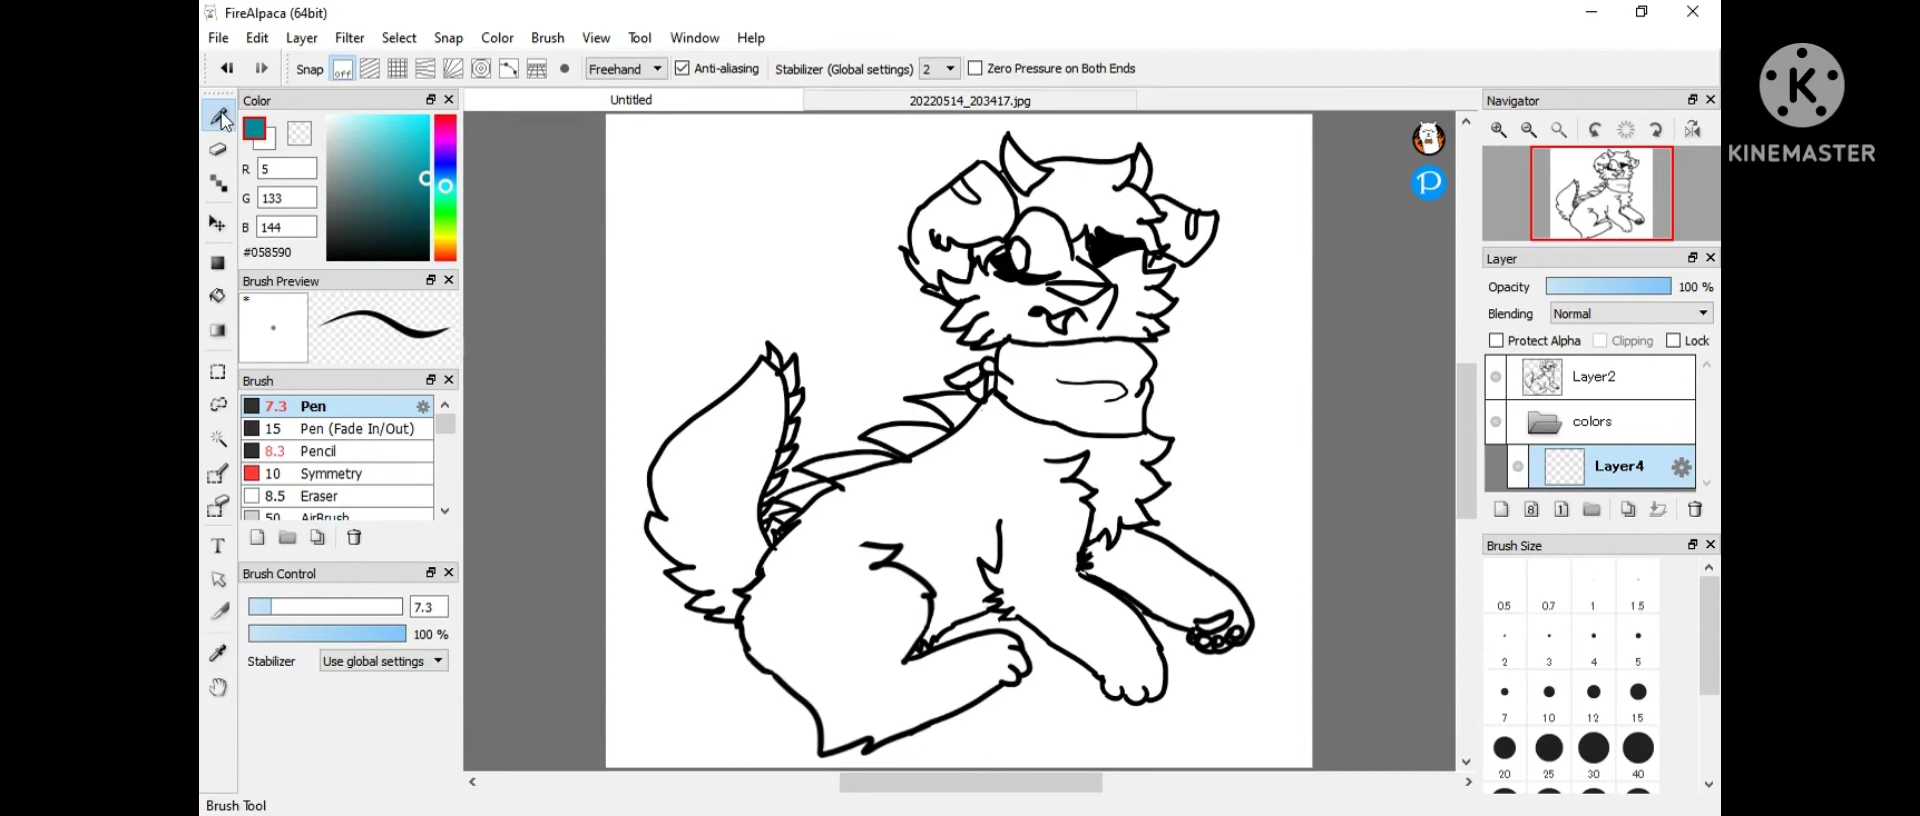 FireAlpaca (64bit)
File Edit Layer Filter Select Snap Color Brush View Tool Window Help
Snap off Freehand Anti-aliasing Stabilizer (Global settings) 2 Zero Pressure on Both Ends
Color
Untitled
20220514_203417.jpg
Navigator
R 5
G 133
B 144
#058590
Brush Preview
*
Brush
7.3 Pen
15 Pen (Fade In/Out)
8.3 Pencil
10 Symmetry
8.5 Eraser
50 AirBrush
Brush Control
7.3
100 %
Stabilizer Use global settings
Brush Tool
P
Layer
Opacity 100 %
Blending Normal
Protect Alpha Clipping Lock
Layer2
colors
Layer4
8 1
Brush Size
0.5 0.7 1 1.5
2 3 4 5
7 10 12 15
20 25 30 40
T
K
KINEMASTER